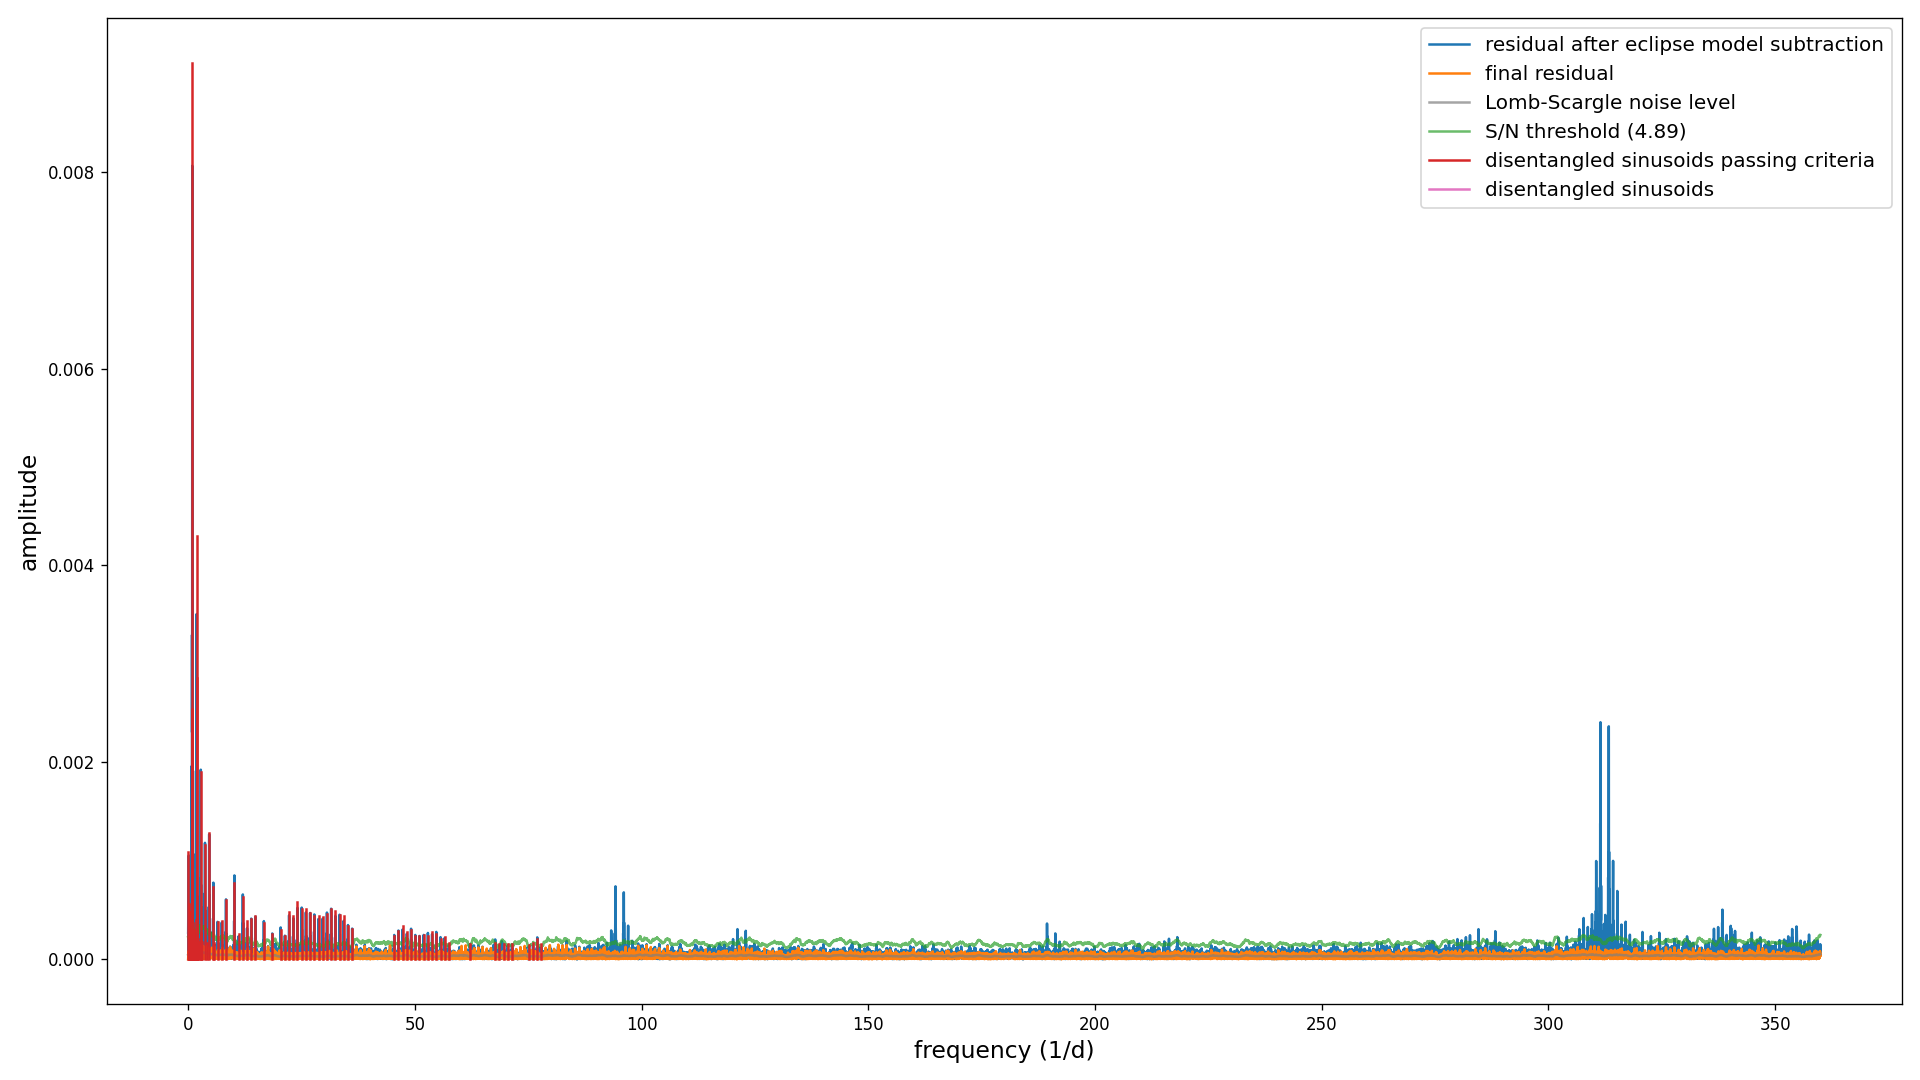 residual after eclipse model subtraction
final residual
Lomb-Scargle noise level
S/N threshold (4.89)
disentangled sinusoids passing criteria
disentangled sinusoids
0.008
0.006
0.004
0.002
0.000
amplitude
0 50 100 150 200 250 300 350
frequency (1/d)